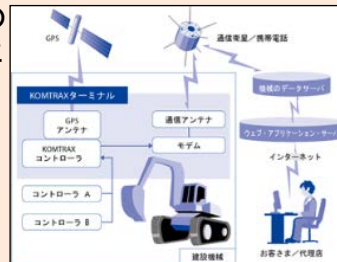 の
に
GPS
通信衛星／携帯電話
KOMTRAXターミナル
GPS
アンテナ
通信アンテナ
KOMTRAX
コントローラ
モデム
コントローラ A
コントローラ B
建設機械
機械のデータサーバ
ウェブ・アプリケーション・サーバ
インターネット
お客さま／代理店